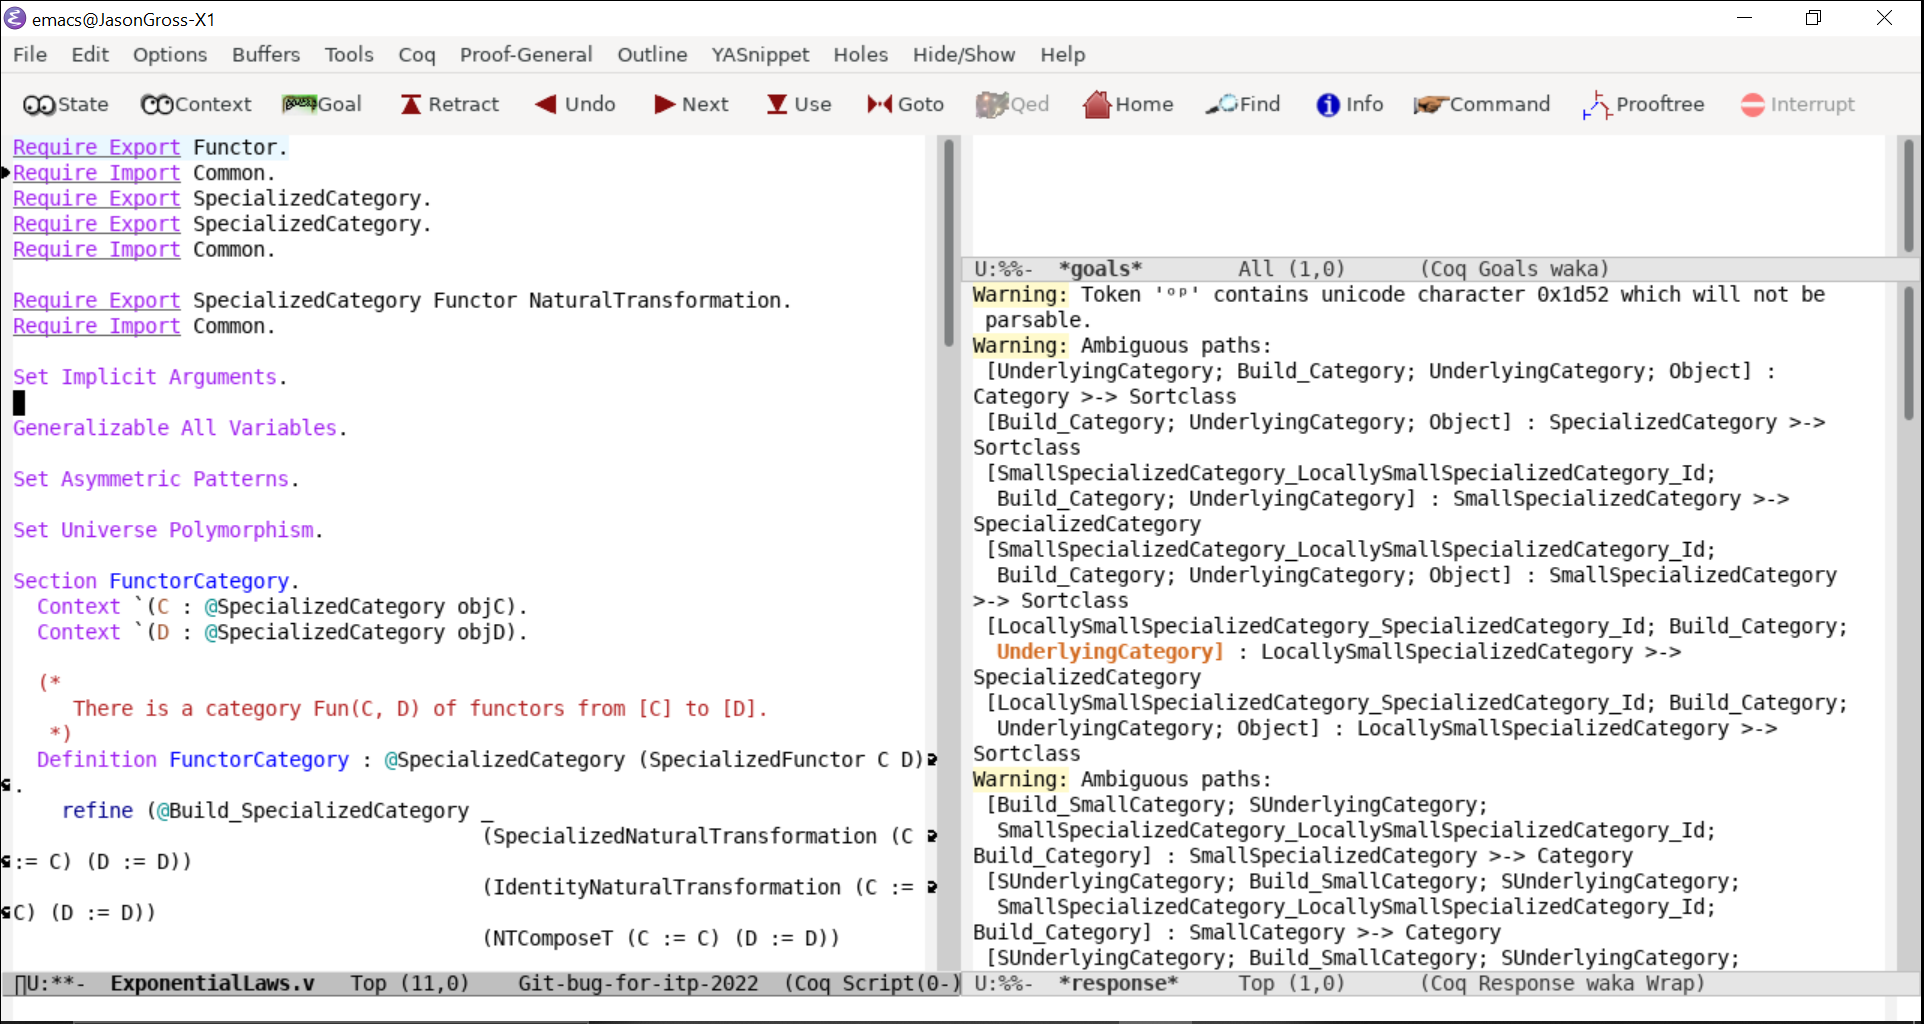 emacs@JasonGross-X1
File Edit Options Buffers Tools Coq Proof-General Outline YASnippet Holes Hide/Show Help
State Context Goal Retract Undo Next Use Goto Qed Home Find Info Command Prooftree Interrupt
Require Export Functor.
Require Import Common.
Require Export SpecializedCategory.
Require Export SpecializedCategory.
Require Import Common.
Require Export SpecializedCategory Functor NaturalTransformation.
Require Import Common.
Set Implicit Arguments.
Generalizable All Variables.
Set Asymmetric Patterns.
Set Universe Polymorphism.
Section FunctorCategory.
  Context `(C : @SpecializedCategory objC).
  Context `(D : @SpecializedCategory objD).
  (*
     There is a category Fun(C, D) of functors from [C] to [D].
   *)
  Definition FunctorCategory : @SpecializedCategory (SpecializedFunctor C D)
.
    refine (@Build_SpecializedCategory _
                                       (SpecializedNaturalTransformation (C
:= C) (D := D))
                                       (IdentityNaturalTransformation (C :=
C) (D := D))
                                       (NTComposeT (C := C) (D := D))
U:**-  ExponentialLaws.v   Top (11,0)    Git-bug-for-itp-2022  (Coq Script(0-)
U:%%-  *goals*        All (1,0)      (Coq Goals waka)
Warning: Token 'ᵒᵖ' contains unicode character 0x1d52 which will not be
 parsable.
Warning: Ambiguous paths:
 [UnderlyingCategory; Build_Category; UnderlyingCategory; Object] :
Category >-> Sortclass
 [Build_Category; UnderlyingCategory; Object] : SpecializedCategory >->
Sortclass
 [SmallSpecializedCategory_LocallySmallSpecializedCategory_Id;
  Build_Category; UnderlyingCategory] : SmallSpecializedCategory >->
SpecializedCategory
 [SmallSpecializedCategory_LocallySmallSpecializedCategory_Id;
  Build_Category; UnderlyingCategory; Object] : SmallSpecializedCategory
>-> Sortclass
 [LocallySmallSpecializedCategory_SpecializedCategory_Id; Build_Category;
  UnderlyingCategory] : LocallySmallSpecializedCategory >->
SpecializedCategory
 [LocallySmallSpecializedCategory_SpecializedCategory_Id; Build_Category;
  UnderlyingCategory; Object] : LocallySmallSpecializedCategory >->
Sortclass
Warning: Ambiguous paths:
 [Build_SmallCategory; SUnderlyingCategory;
  SmallSpecializedCategory_LocallySmallSpecializedCategory_Id;
Build_Category] : SmallSpecializedCategory >-> Category
 [SUnderlyingCategory; Build_SmallCategory; SUnderlyingCategory;
  SmallSpecializedCategory_LocallySmallSpecializedCategory_Id;
Build_Category] : SmallCategory >-> Category
 [SUnderlyingCategory; Build_SmallCategory; SUnderlyingCategory;
U:%%-  *response*     Top (1,0)      (Coq Response waka Wrap)